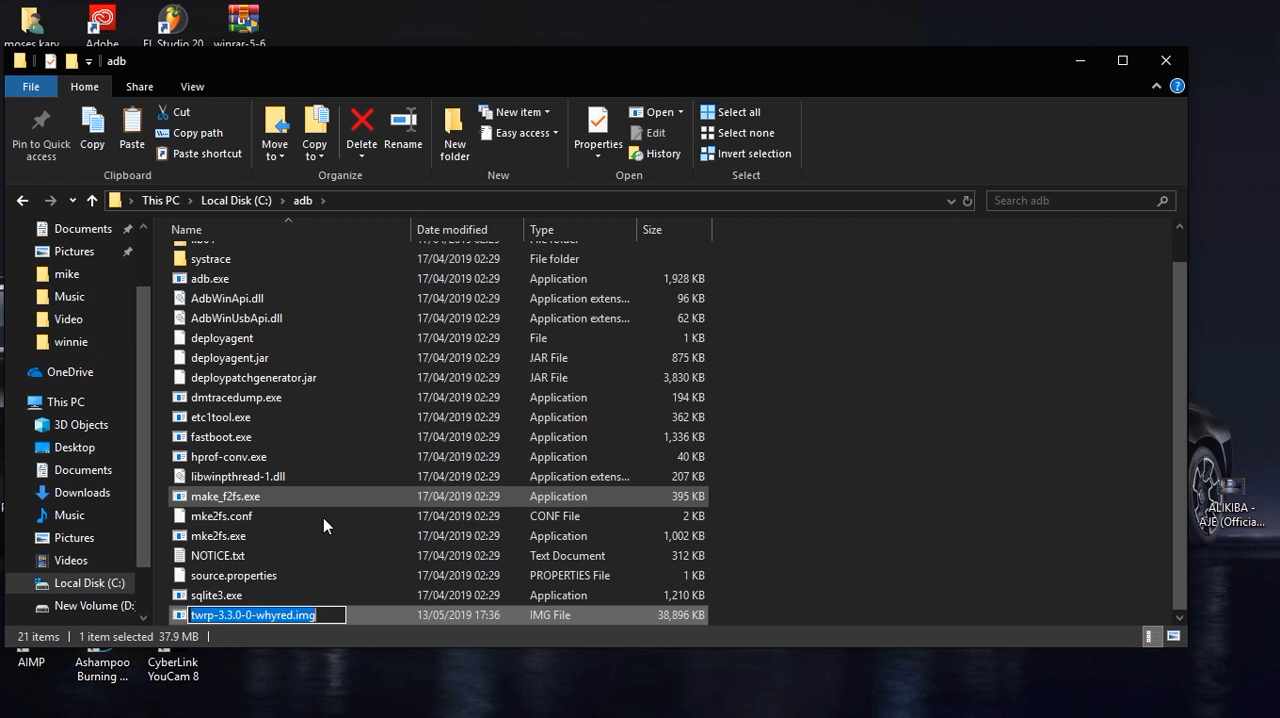 moses kary
Adobe
FL Studio 20
winrar-5-6
adb
File
Home
Share
View
Pin to Quick access
Copy
Paste
Cut
Copy path
Paste shortcut
Clipboard
Move to
Copy to
Delete
Rename
Organize
New folder
New item
Easy access
New
Properties
Open
Edit
History
Open
Select all
Select none
Invert selection
Select
This PC > Local Disk (C:) > adb >
Search adb
Documents
Pictures
mike
Music
Video
winnie
OneDrive
This PC
3D Objects
Desktop
Documents
Downloads
Music
Pictures
Videos
Local Disk (C:)
New Volume (D:
Name Date modified Type Size
17/04/2019 02:29 File folder
systrace 17/04/2019 02:29 File folder
adb.exe 17/04/2019 02:29 Application 1,928 KB
AdbWinApi.dll 17/04/2019 02:29 Application extens... 96 KB
AdbWinUsbApi.dll 17/04/2019 02:29 Application extens... 62 KB
deployagent 17/04/2019 02:29 File 1 KB
deployagent.jar 17/04/2019 02:29 JAR File 875 KB
deploypatchgenerator.jar 17/04/2019 02:29 JAR File 3,830 KB
dmtracedump.exe 17/04/2019 02:29 Application 194 KB
etc1tool.exe 17/04/2019 02:29 Application 362 KB
fastboot.exe 17/04/2019 02:29 Application 1,336 KB
hprof-conv.exe 17/04/2019 02:29 Application 40 KB
libwinpthread-1.dll 17/04/2019 02:29 Application extens... 207 KB
make_f2fs.exe 17/04/2019 02:29 Application 395 KB
mke2fs.conf 17/04/2019 02:29 CONF File 2 KB
mke2fs.exe 17/04/2019 02:29 Application 1,002 KB
NOTICE.txt 17/04/2019 02:29 Text Document 312 KB
source.properties 17/04/2019 02:29 PROPERTIES File 1 KB
sqlite3.exe 17/04/2019 02:29 Application 1,210 KB
twrp-3.3.0-0-whyred.img 13/05/2019 17:36 IMG File 38,896 KB
21 items
1 item selected 37.9 MB
ALIKIBA -
AJE (Officia...
AIMP
Ashampoo
Burning ...
CyberLink
YouCam 8